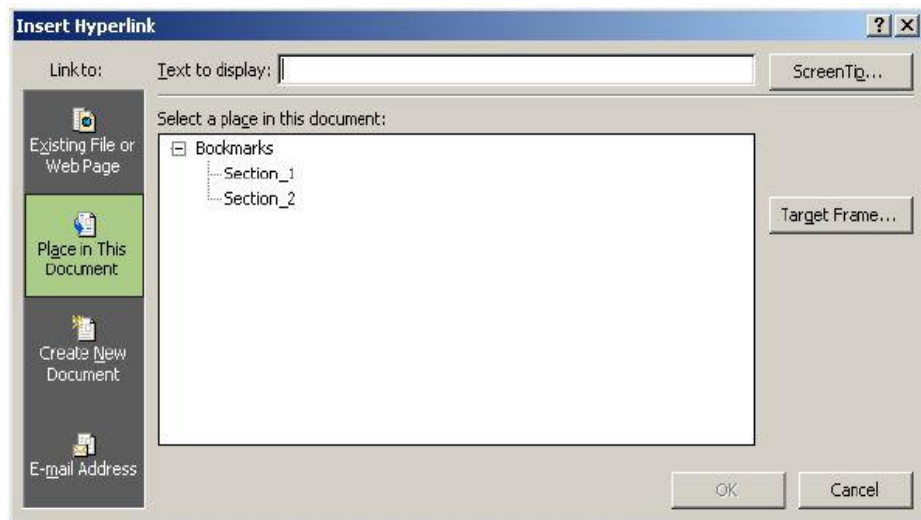 Insert Hyperlink
Link to:
Text to display:
ScreenTip...
Select a place in this document:
Existing File or
Web Page
Bookmarks
Section_1
Section_2
Target Frame...
Place in This
Document
Create New
Document
E-mail Address
OK
Cancel